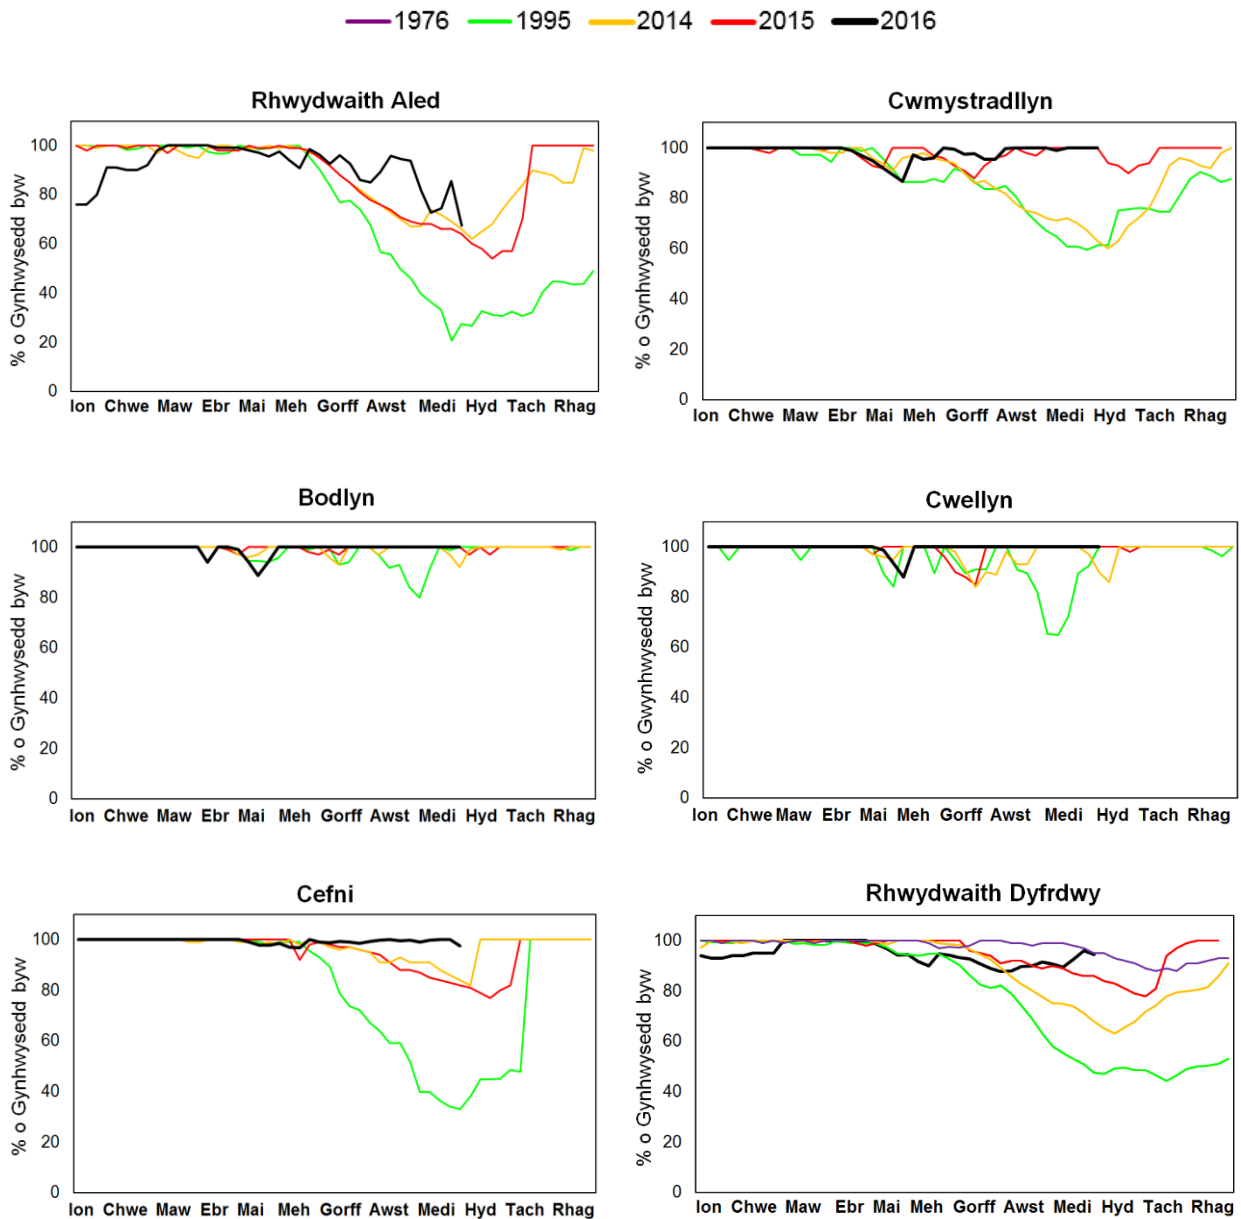 1976 1995 2014 2015 2016
Rhwydwaith Aled
% o Gynhwysedd byw
100
80
60
40
20
0
Ion Chwe Maw Ebr Mai Meh Gorff Awst Medi Hyd Tach Rhag
Cwmystradllyn
% o Gynhwysedd byw
100
80
60
40
20
0
Ion Chwe Maw Ebr Mai Meh Gorff Awst Medi Hyd Tach Rhag
Bodlyn
% o Gynhwysedd byw
100
80
60
40
20
0
Ion Chwe Maw Ebr Mai Meh Gorff Awst Medi Hyd Tach Rhag
Cwellyn
% o Gwynhwysedd byw
100
80
60
40
20
0
Ion Chwe Maw Ebr Mai Meh Gorff Awst Medi Hyd Tach Rhag
Cefni
% o Gynhwysedd byw
100
80
60
40
20
0
Ion Chwe Maw Ebr Mai Meh Gorff Awst Medi Hyd Tach Rhag
Rhwydwaith Dyfrdwy
% o Gynhwysedd byw
100
80
60
40
20
0
Ion Chwe Maw Ebr Mai Meh Gorff Awst Medi Hyd Tach Rhag